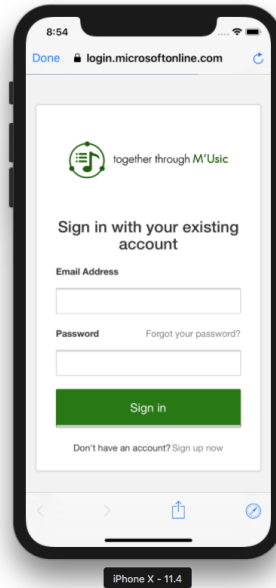 8:54
Done login.microsoftonline.com
together through M'Usic
Sign in with your existing
account
Email Address
Password Forgot your password?
Sign in
Don't have an account? Sign up now
iPhone X - 11.4